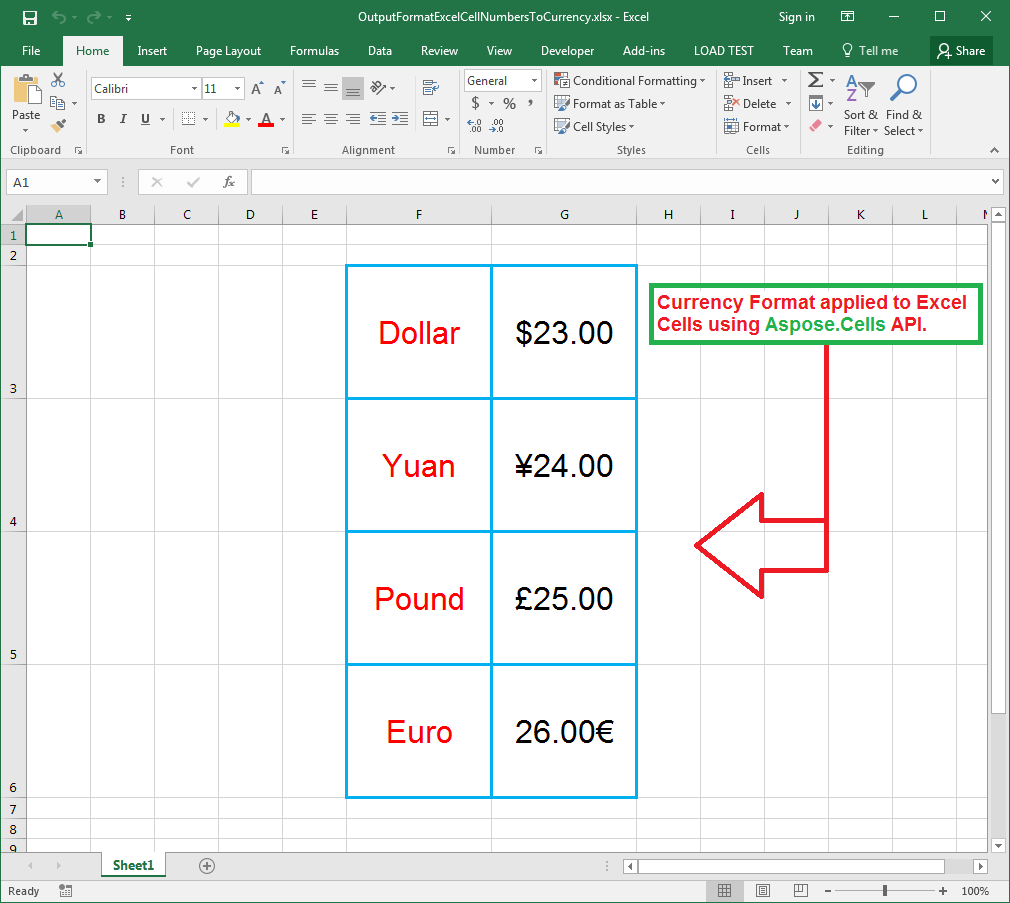 OutputFormatExcelCellNumbersToCurrency.xlsx - Excel
Sign in
File Home Insert Page Layout Formulas Data Review View Developer Add-ins LOAD TEST Team Tell me Share
Paste
Calibri 11
B I U
General
$ % ,
Conditional Formatting
Format as Table
Cell Styles
Insert
Delete
Format
Sort & Filter
Find & Select
Clipboard Font Alignment Number Styles Cells Editing
A1 fx
A B C D E F G H I J K L M
1
2
3
4
5
6
7
8
9
Dollar $23.00
Yuan ¥24.00
Pound £25.00
Euro 26.00€
Currency Format applied to Excel
Cells using Aspose.Cells API.
Sheet1
Ready 100%